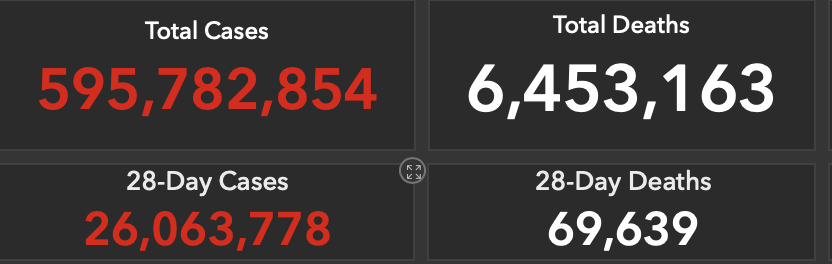 Total Cases
595,782,854
Total Deaths
6,453,163
28-Day Cases
26,063,778
28-Day Deaths
69,639